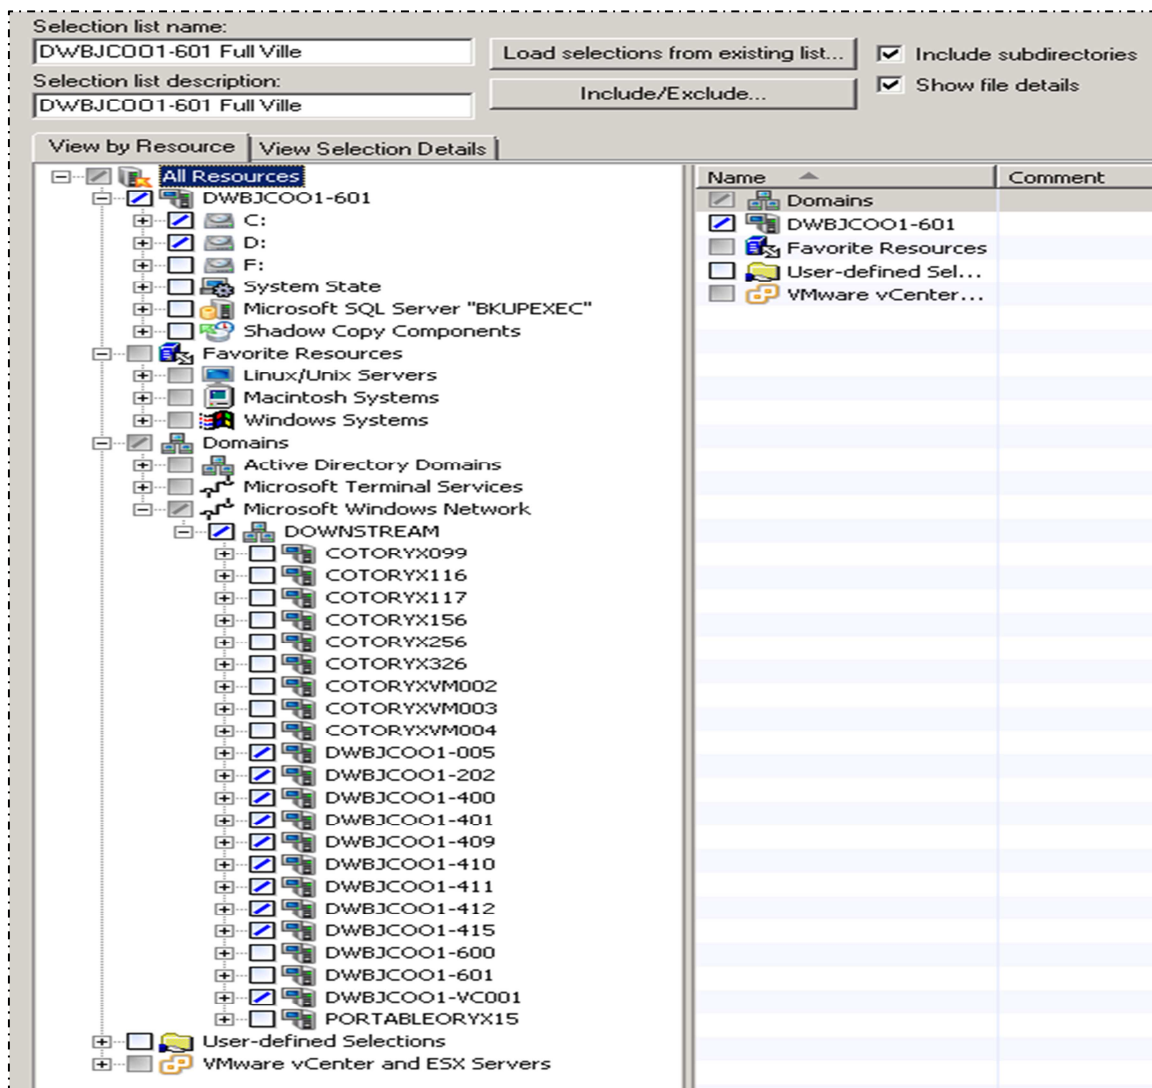 Selection list name:
DWBJCOO1-601 Full Ville
Load selections from existing list...
Include subdirectories
Selection list description:
DWBJCOO1-601 Full Ville
Include/Exclude...
Show file details
View by Resource
View Selection Details
All Resources
DWBJCOO1-601
C:
D:
F:
System State
Microsoft SQL Server "BKUPEXEC"
Shadow Copy Components
Favorite Resources
Linux/Unix Servers
Macintosh Systems
Windows Systems
Domains
Active Directory Domains
Microsoft Terminal Services
Microsoft Windows Network
DOWNSTREAM
COTORYX099
COTORYX116
COTORYX117
COTORYX156
COTORYX256
COTORYX326
COTORYXVM002
COTORYXVM003
COTORYXVM004
DWBJCOO1-005
DWBJCOO1-202
DWBJCOO1-400
DWBJCOO1-401
DWBJCOO1-409
DWBJCOO1-410
DWBJCOO1-411
DWBJCOO1-412
DWBJCOO1-415
DWBJCOO1-600
DWBJCOO1-601
DWBJCOO1-VC001
PORTABLEORYX15
User-defined Selections
VMware vCenter and ESX Servers
Name
Comment
Domains
DWBJCOO1-601
Favorite Resources
User-defined Sel...
VMware vCenter...